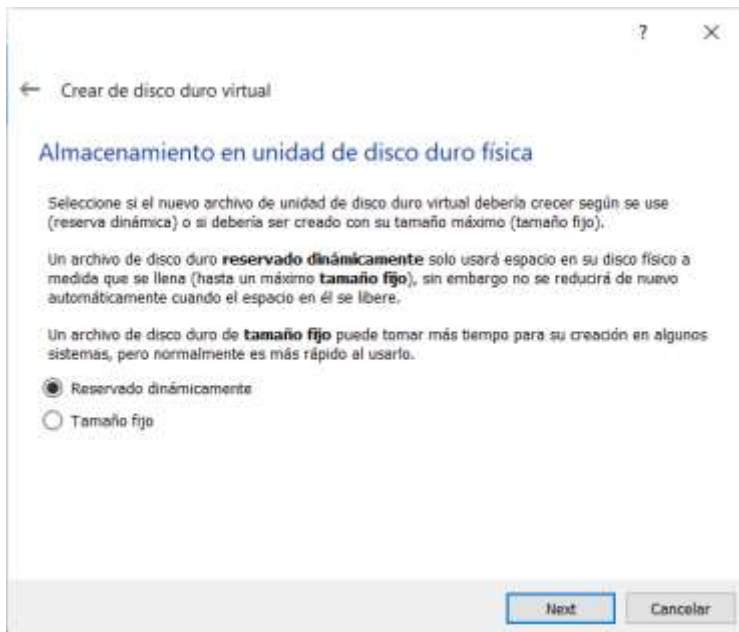 ?
Crear de disco duro virtual
Almacenamiento en unidad de disco duro física
Seleccione si el nuevo archivo de unidad de disco duro virtual debería crecer según se use
(reserva dinámica) o si debería ser creado con su tamaño máximo (tamaño fijo).
Un archivo de disco duro reservado dinámicamente solo usará espacio en su disco físico a
medida que se llena (hasta un máximo tamaño fijo), sin embargo no se reducirá de nuevo
automáticamente cuando el espacio en él se libere.
Un archivo de disco duro de tamaño fijo puede tomar más tiempo para su creación en algunos
sistemas, pero normalmente es más rápido al usarlo.
Reservado dinámicamente
Tamaño fijo
Next Cancelar